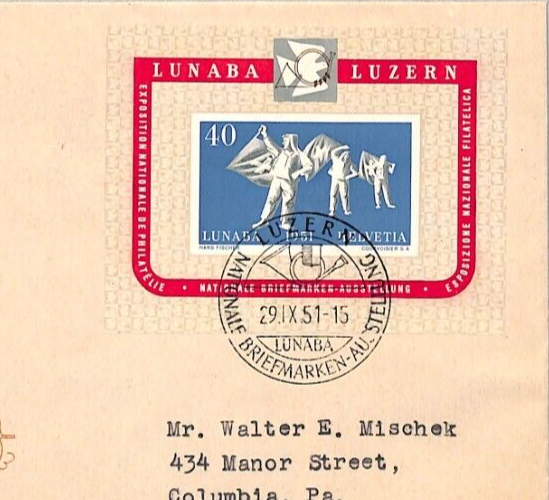 LUNABA LUZERN
EXPOSITION NATIONALE DE PHILATÉLIE • NATIONALE BRIEFMARKEN-AUSSTELLUNG • ESPOSIZIONE NAZIONALE FILATELICA
40
LUNABA 1951 HELVETIA
HANS FISCHER COURVOISIER S.A.
LUZERN
NATIONALE BRIEFMARKEN-AUSSTELLUNG
29.IX.51-15
LUNABA
Mr. Walter E. Mischek
434 Manor Street,
Columbia, Pa.